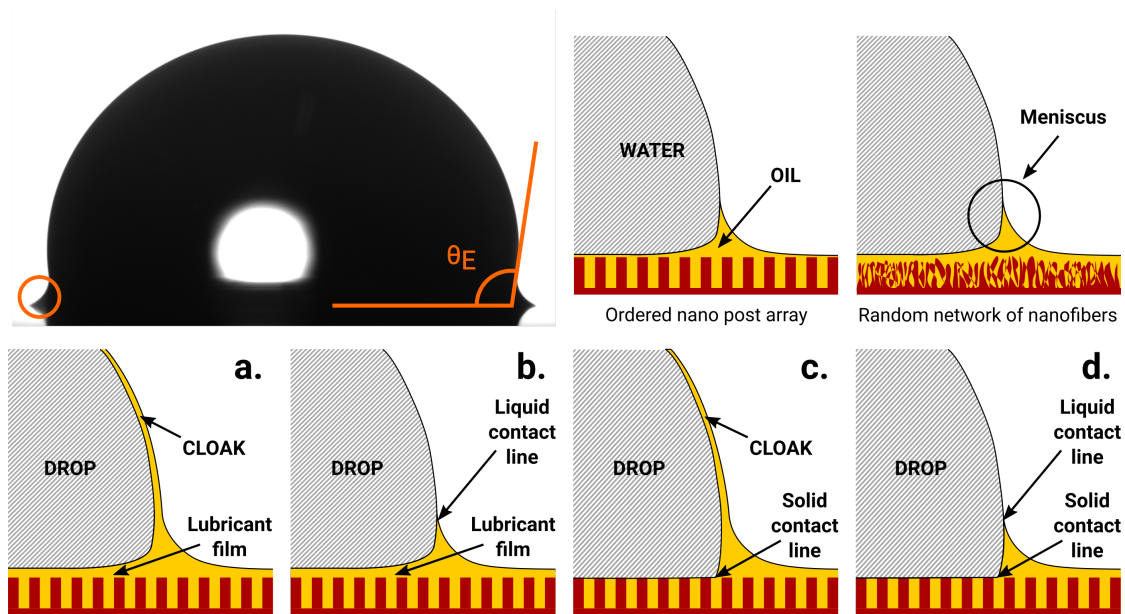 θE
WATER
OIL
Ordered nano post array
Meniscus
Random network of nanofibers
a.
CLOAK
DROP
Lubricant
film
b.
Liquid
contact
line
DROP
Lubricant
film
c.
CLOAK
DROP
Solid
contact
line
d.
Liquid
contact
line
DROP
Solid
contact
line